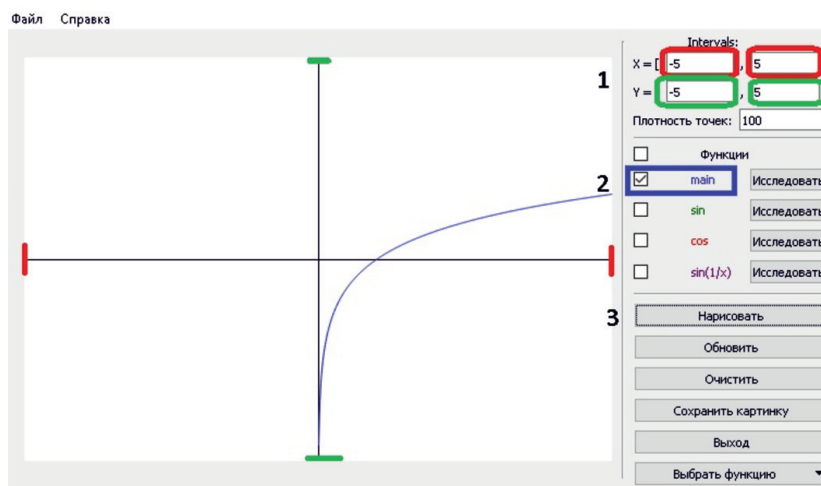 Файл Справка
Intervals:
1
X = [ -5 , 5
Y = -5 , 5
Плотность точек: 100
Функции
2
main Исследовать
sin Исследовать
cos Исследовать
sin(1/x) Исследовать
3
Нарисовать
Обновить
Очистить
Сохранить картинку
Выход
Выбрать функцию